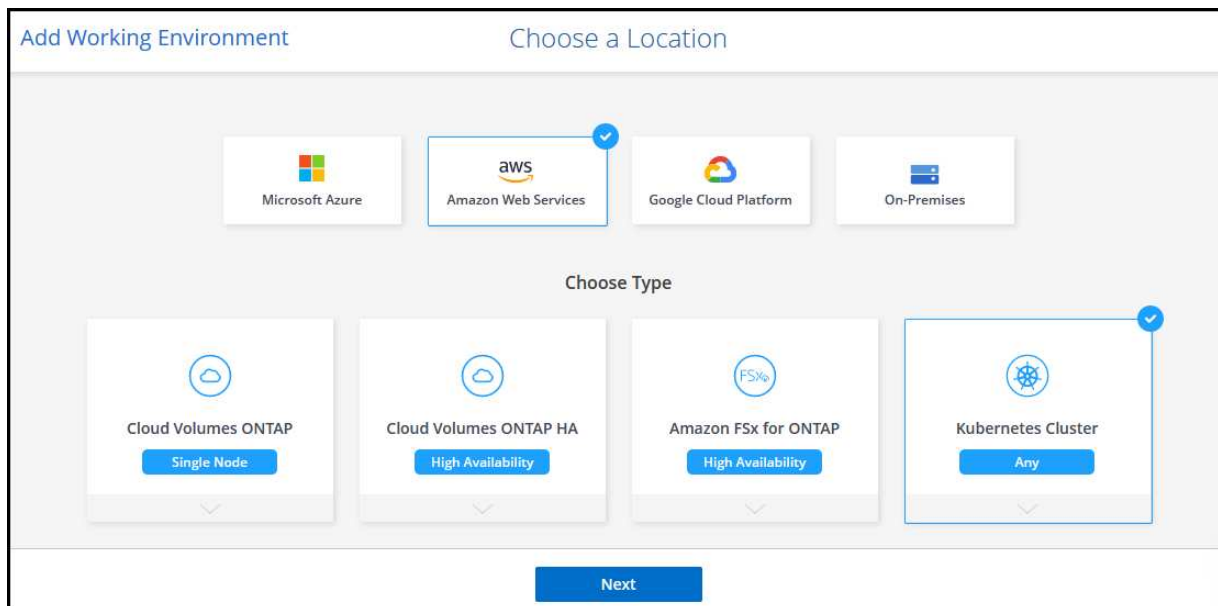 Add Working Environment
Choose a Location
aws
Microsoft Azure
Amazon Web Services
Google Cloud Platform
On-Premises
Choose Type
FSx
Cloud Volumes ONTAP
Cloud Volumes ONTAP HA
Amazon FSx for ONTAP
Kubernetes Cluster
Single Node
High Availability
High Availability
Any
Next